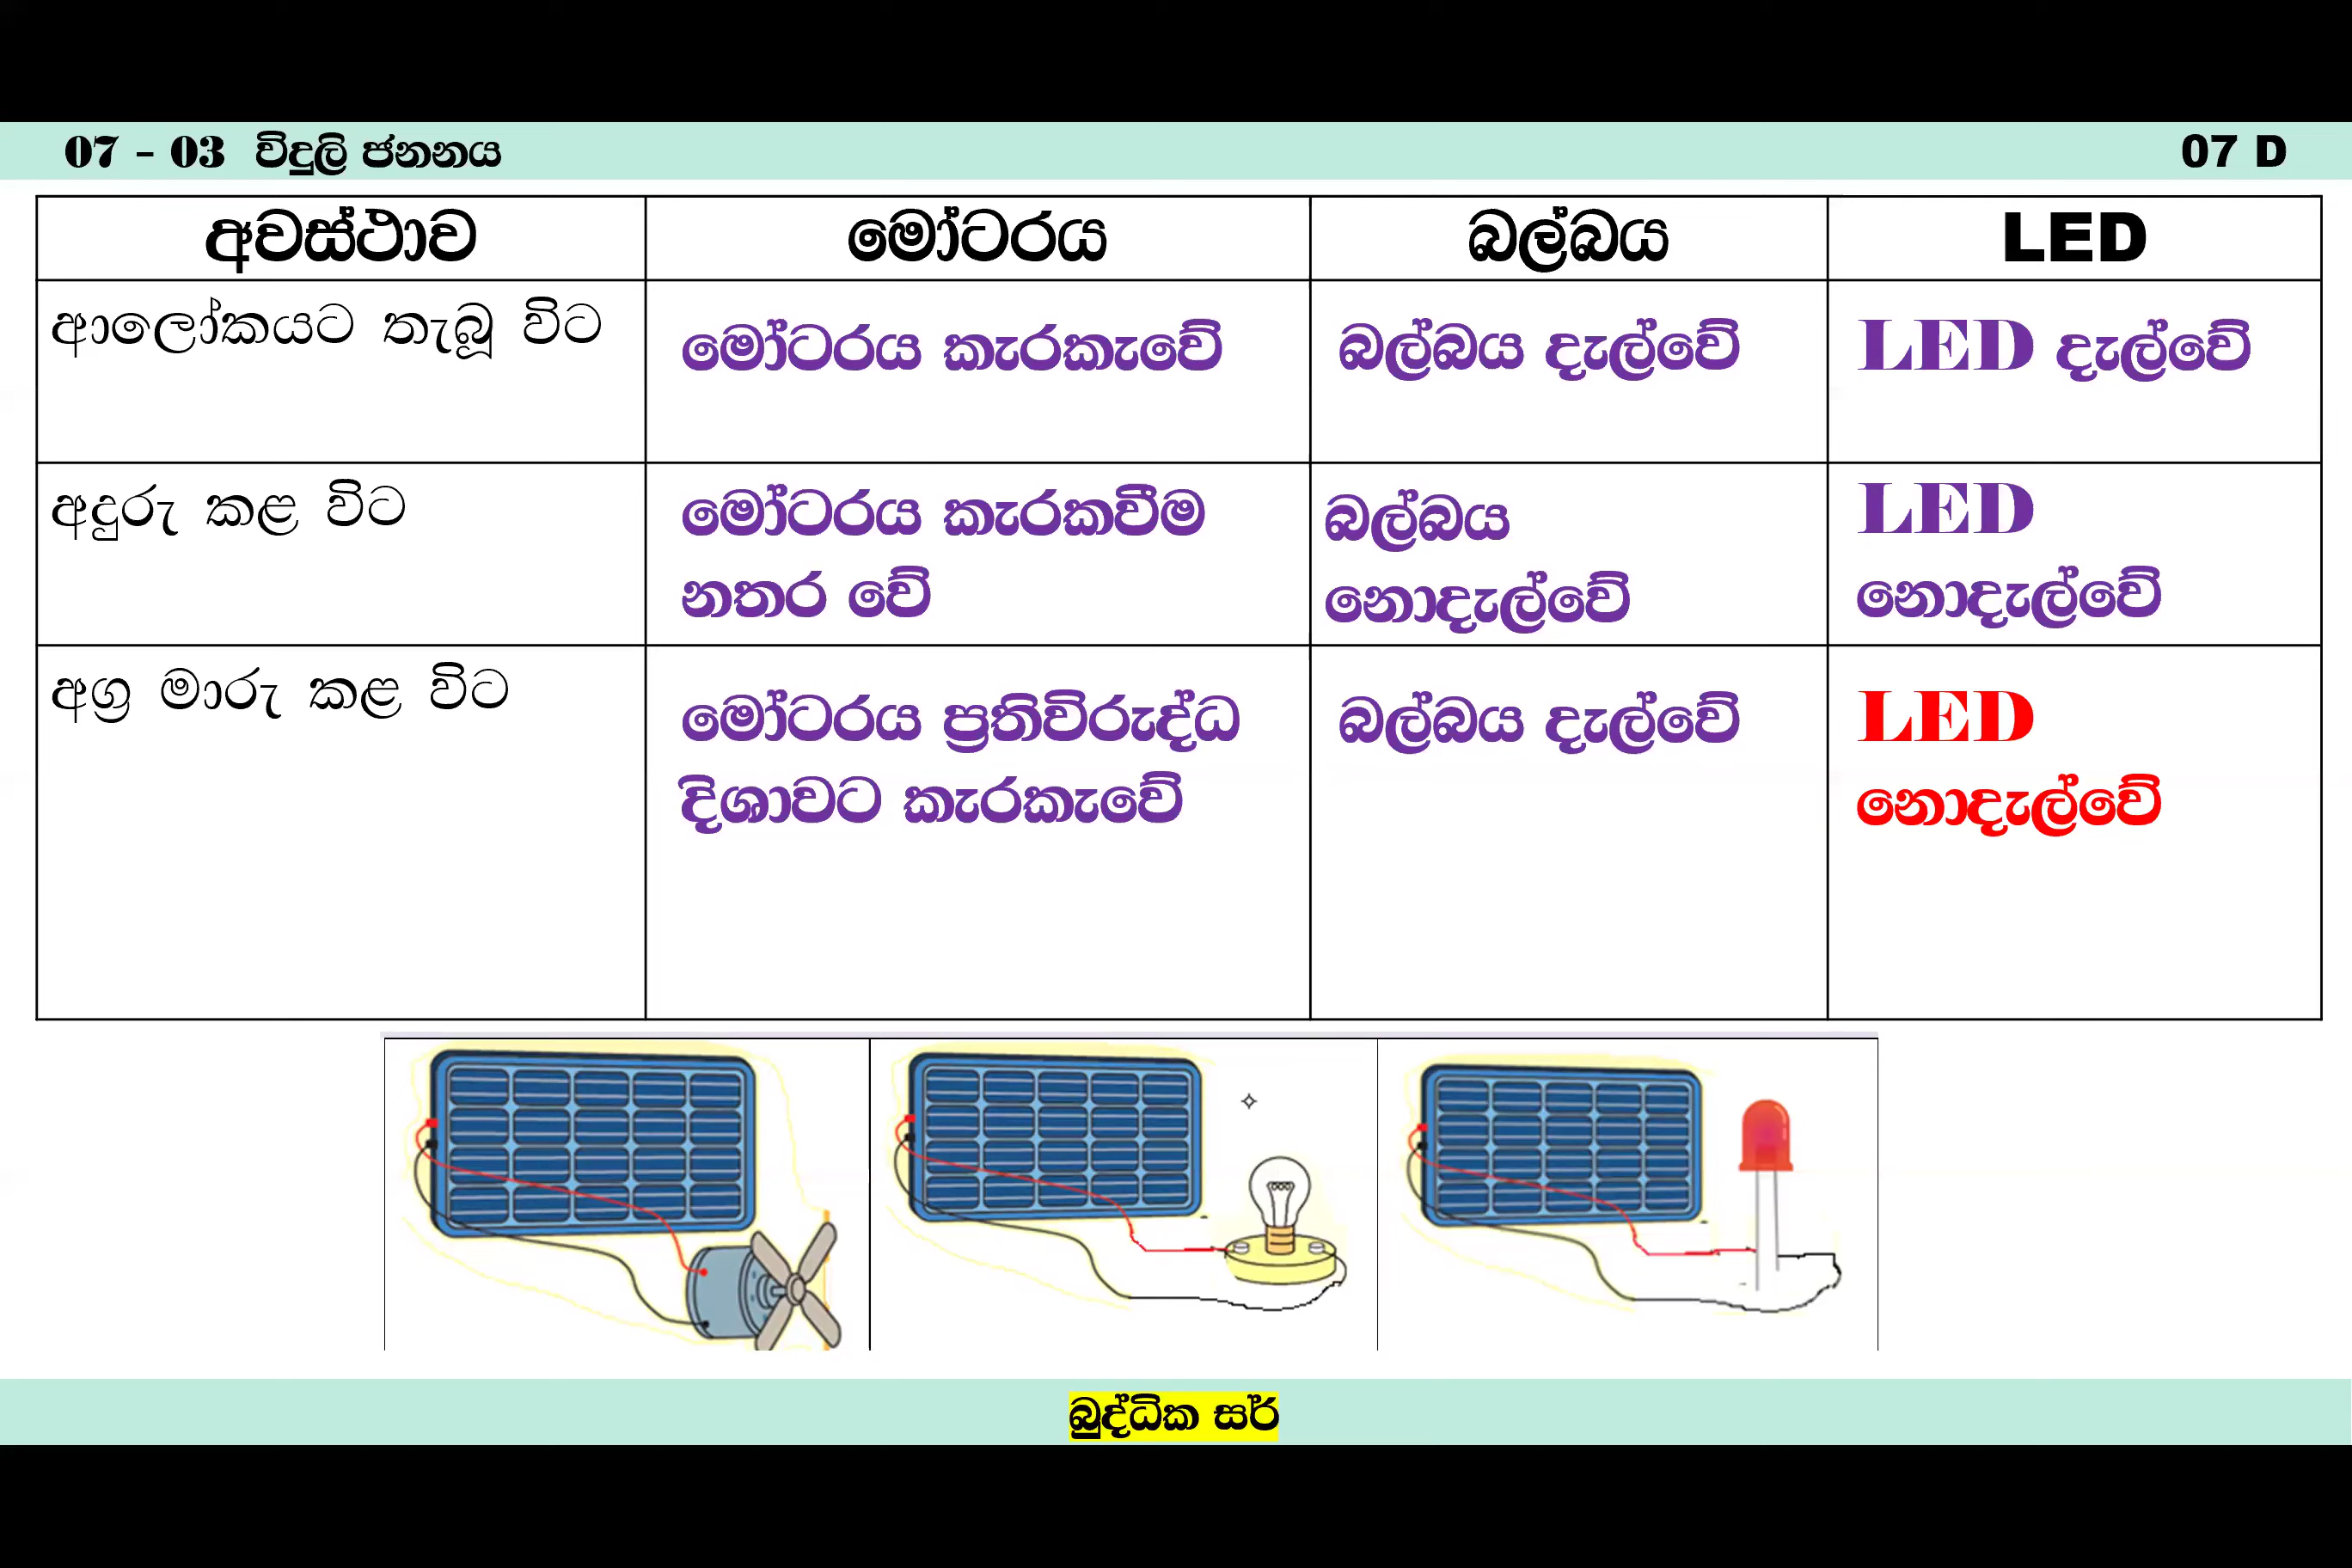 07 - 03 විදුලි ජනනය
07 D
අවස්ථාව
මෝටරය
බල්බය
LED
ආලෝකයට තැබූ විට
මෝටරය කැරකැවේ
බල්බය දැල්වේ
LED දැල්වේ
අදුරු කළ විට
මෝටරය කැරකවීම
නතර වේ
බල්බය
නොදැල්වේ
LED
නොදැල්වේ
අග්‍ර මාරු කළ විට
මෝටරය ප්‍රතිවිරුද්ධ
දිශාවට කැරකැවේ
බල්බය දැල්වේ
LED
නොදැල්වේ
බුද්ධික සර්